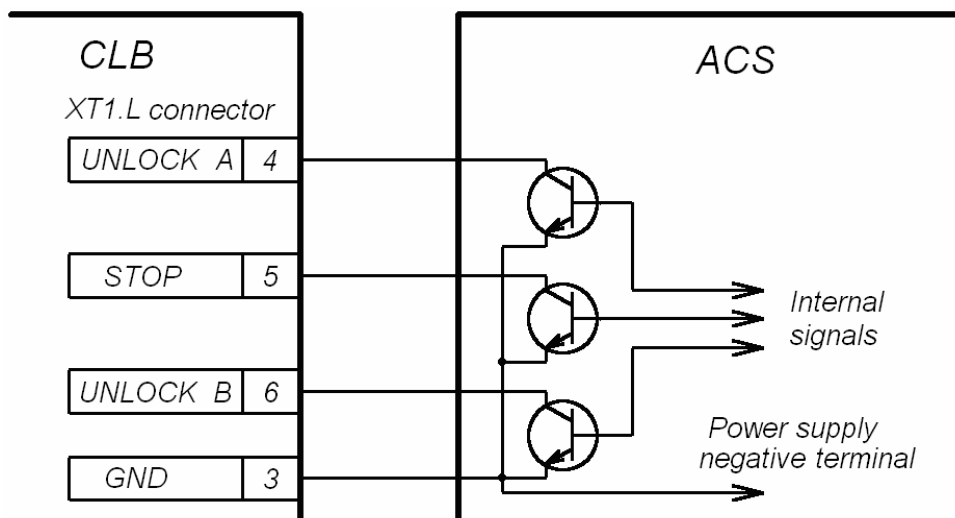 CLB
ACS
XT1.L connector
UNLOCK A 4
STOP 5
UNLOCK B 6
GND 3
Internal
signals
Power supply
negative terminal